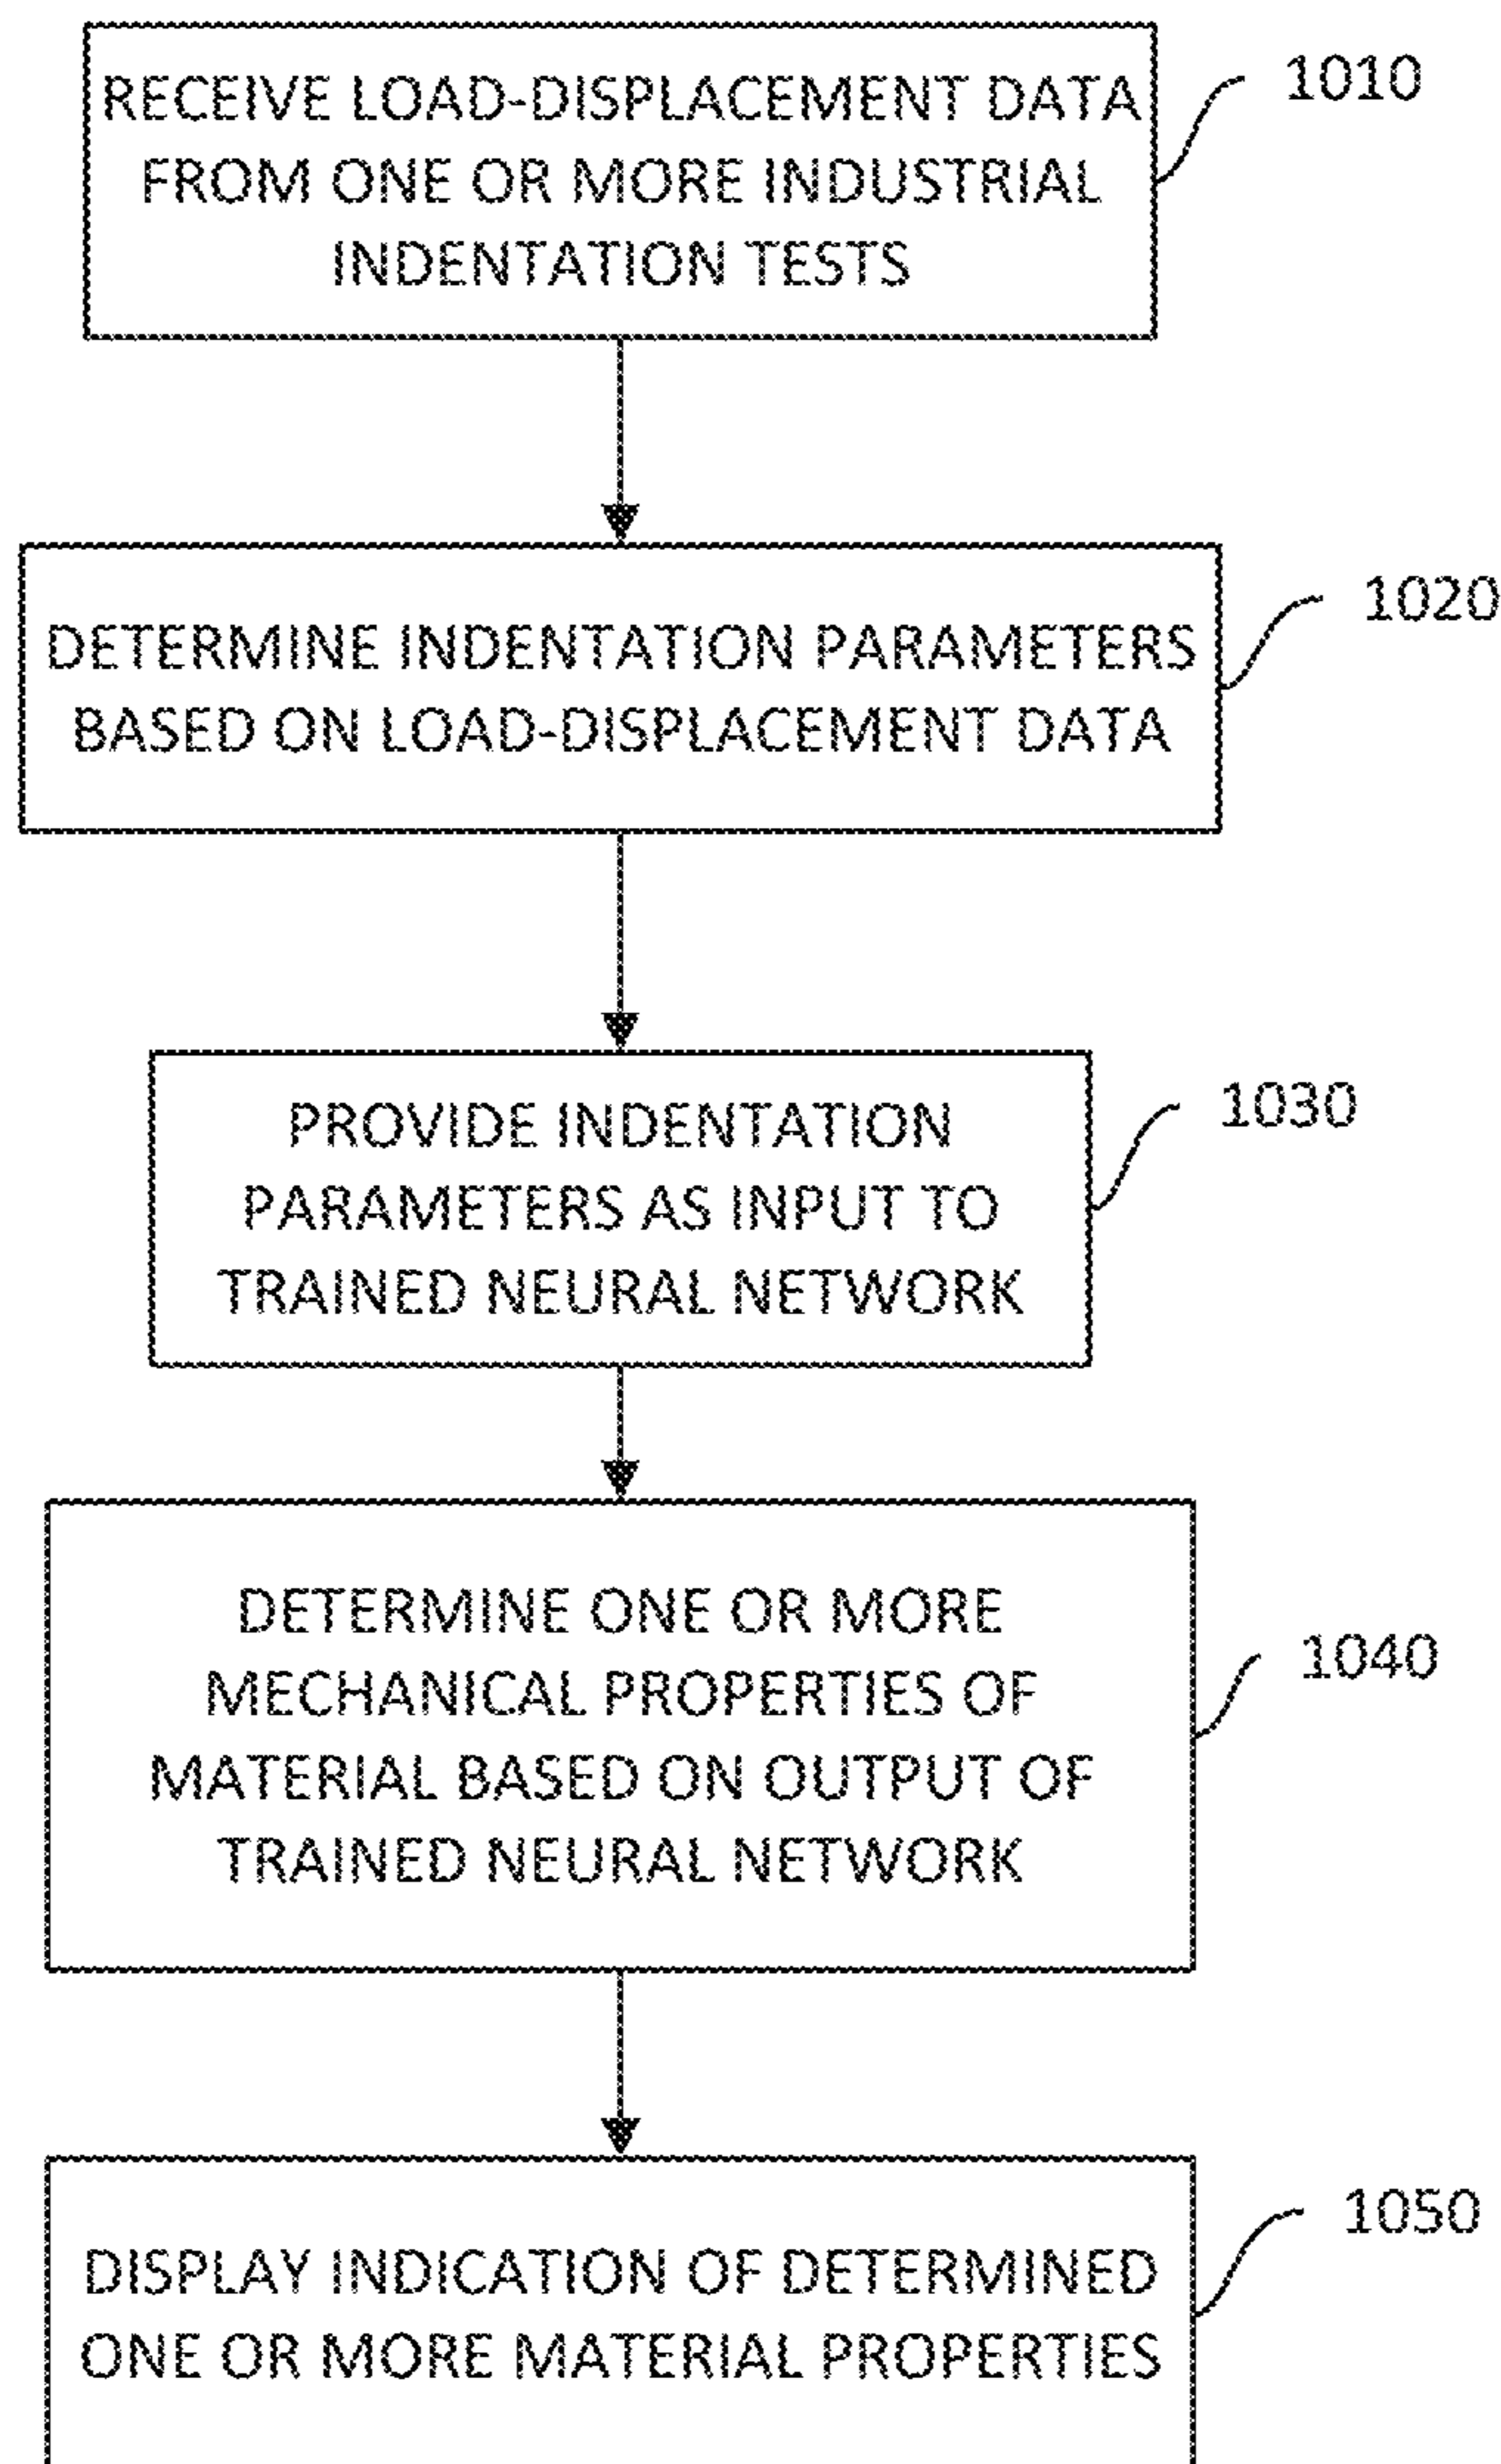 RECEIVE LOAD-DISPLACEMENT DATA
FROM ONE OR MORE INDUSTRIAL
INDENTATION TESTS
1010
DETERMINE INDENTATION PARAMETERS
BASED ON LOAD-DISPLACEMENT DATA
1020
PROVIDE INDENTATION
PARAMETERS AS INPUT TO
TRAINED NEURAL NETWORK
1030
DETERMINE ONE OR MORE
MECHANICAL PROPERTIES OF
MATERIAL BASED ON OUTPUT OF
TRAINED NEURAL NETWORK
1040
DISPLAY INDICATION OF DETERMINED
ONE OR MORE MATERIAL PROPERTIES
1050